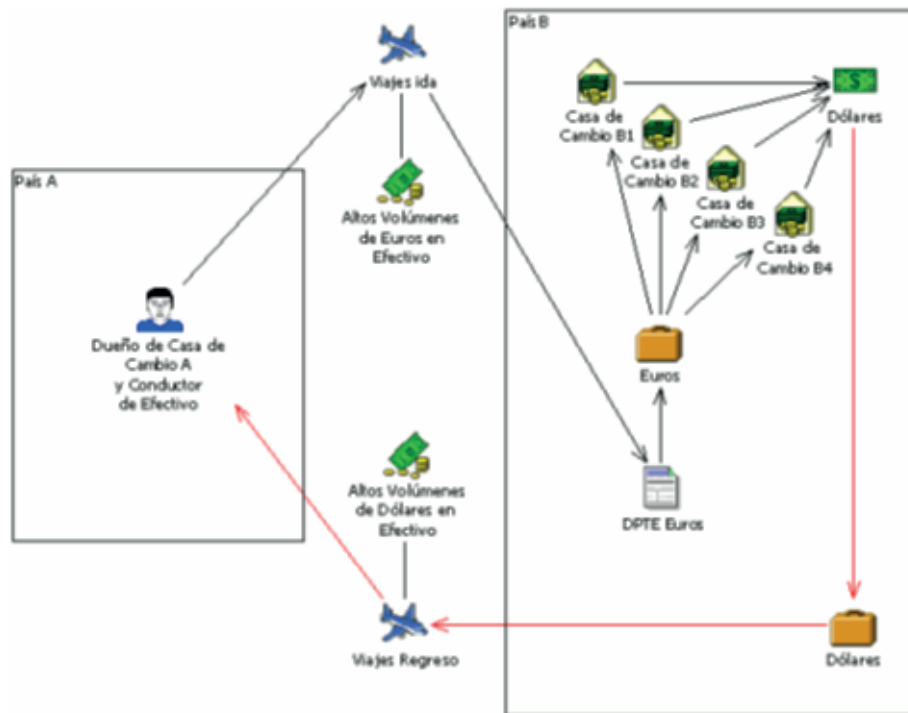 País B
Viajes ida
Casa de
Cambio B1
Dólares
Casa de
Cambio B2
Casa de
Cambio B3
Casa de
Cambio B4
País A
Altos Volúmenes
de Euros en
Efectivo
Dueño de Casa de
Cambio A
y Conductor
de Efectivo
Euros
Altos Volúmenes
de Dólares en
Efectivo
DPTE Euros
Viajes Regreso
Dólares